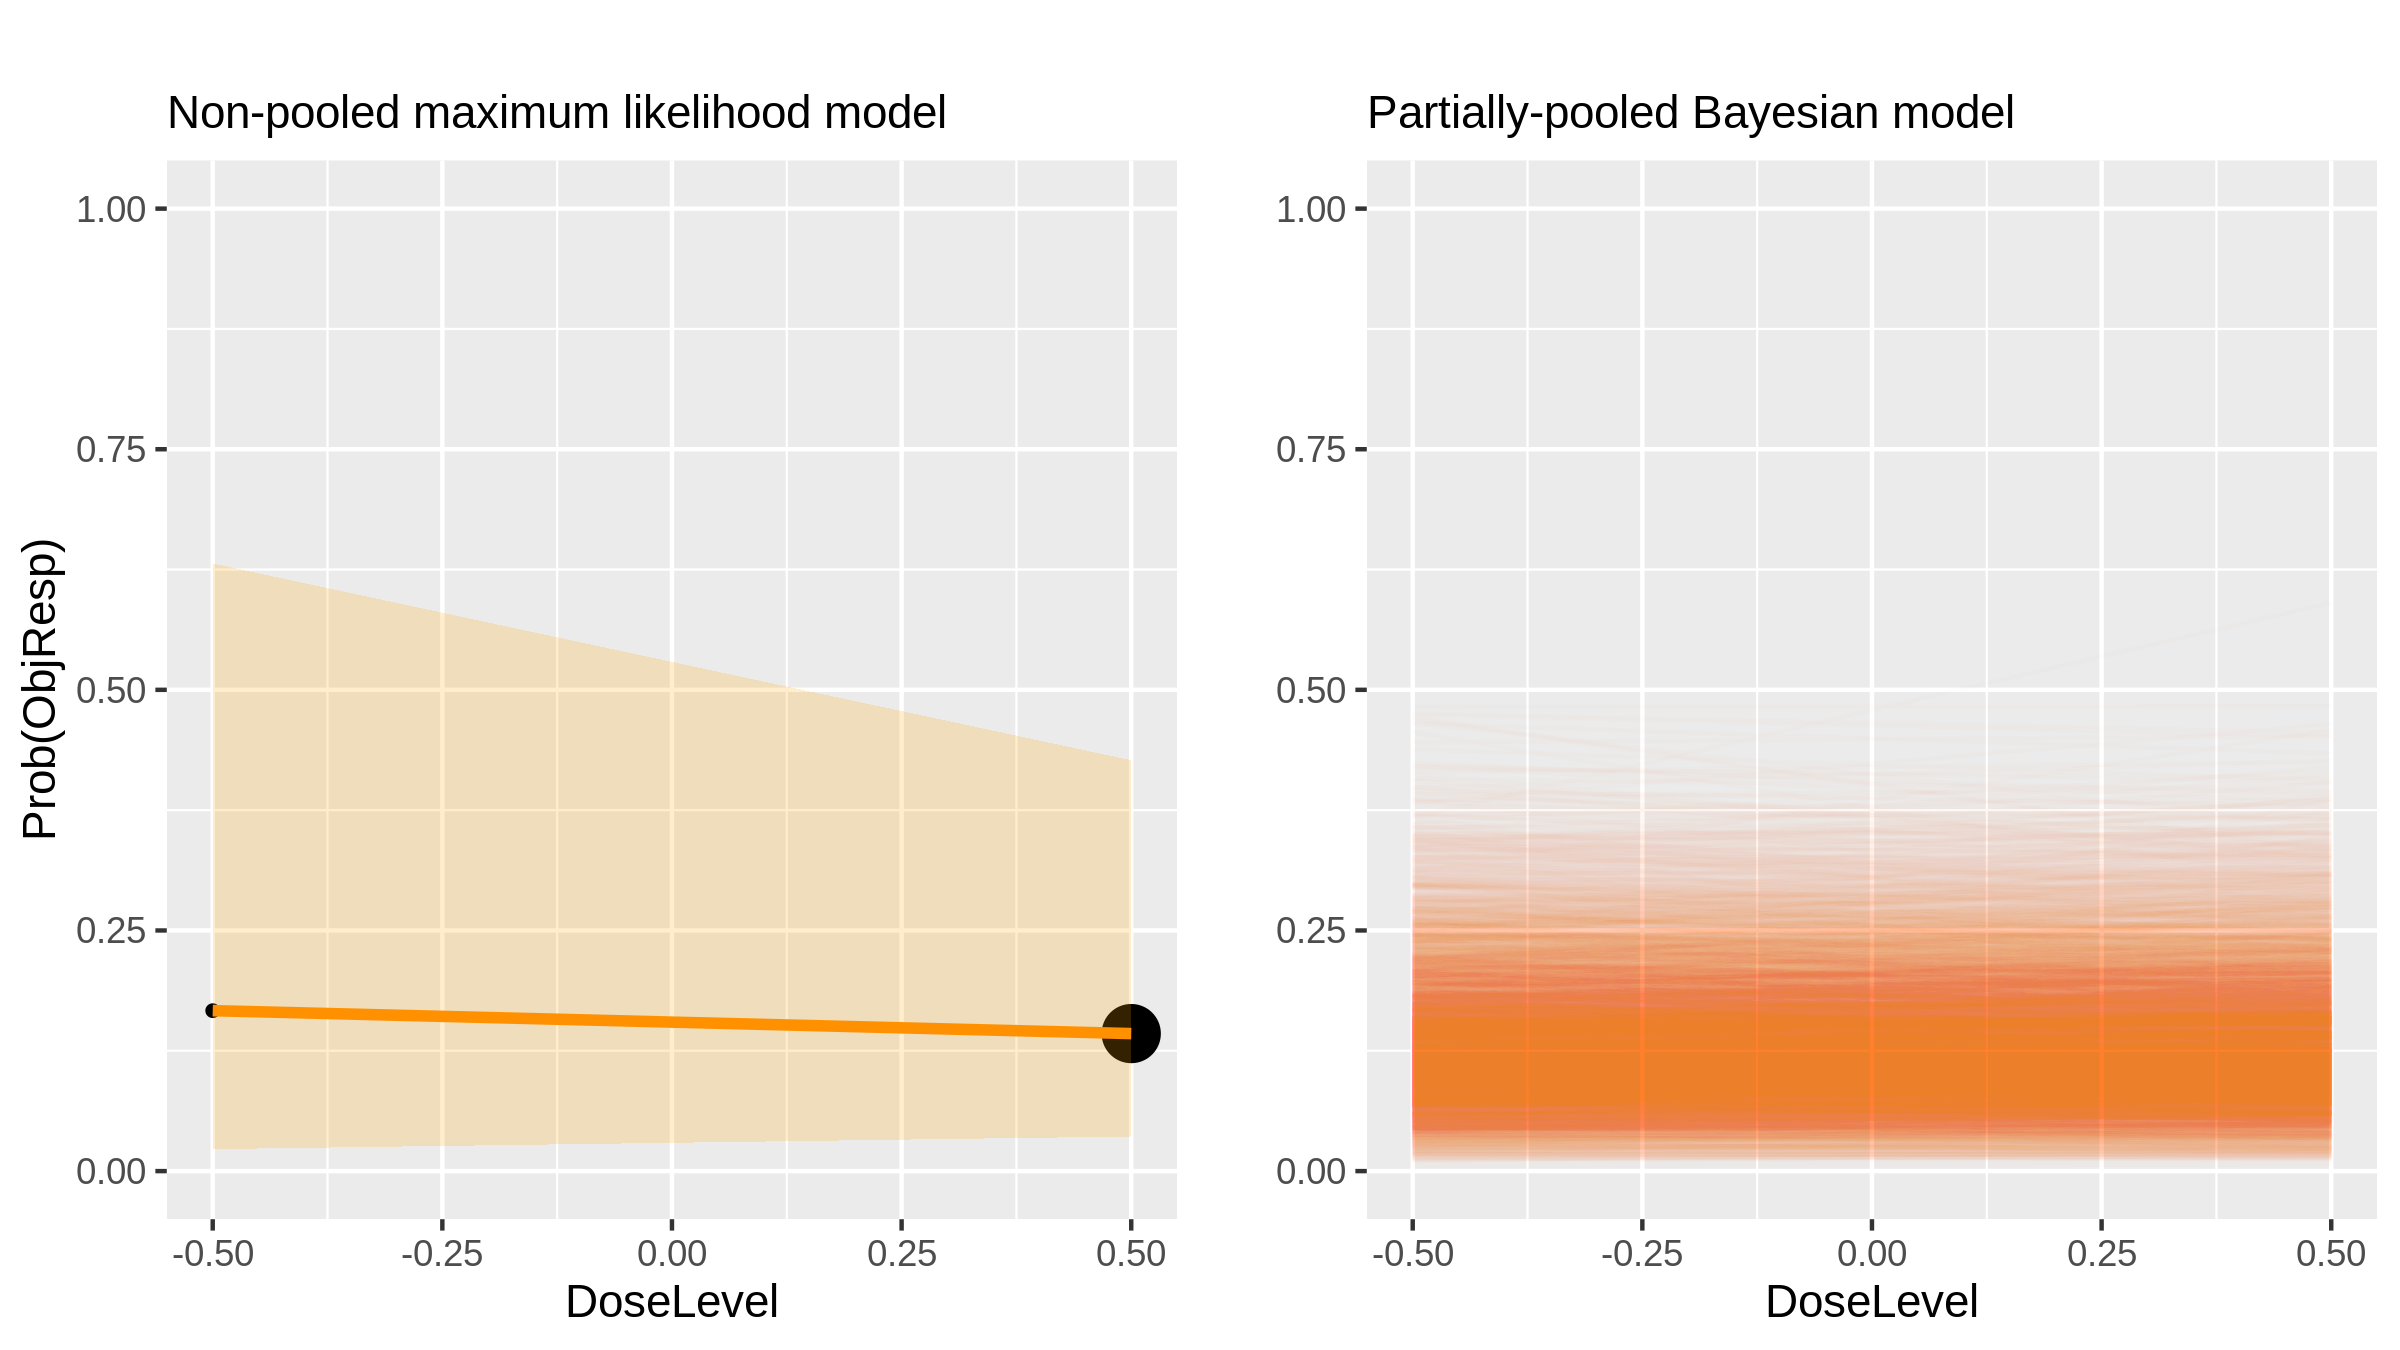 Non-pooled maximum likelihood model
Prob(ObjResp)
1.00
0.75
0.50
0.25
0.00
-0.50 -0.25 0.00 0.25 0.50
DoseLevel
Partially-pooled Bayesian model
1.00
0.75
0.50
0.25
0.00
-0.50 -0.25 0.00 0.25 0.50
DoseLevel